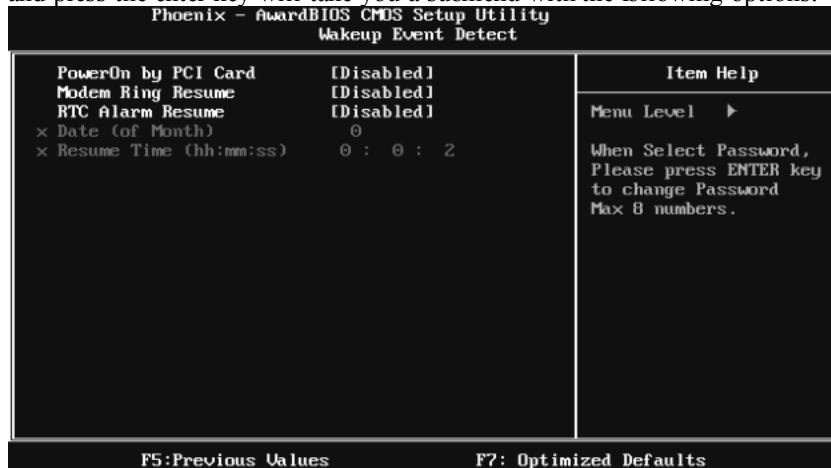 and press the enter key will take you a submenu with the following options:
Phoenix - AwardBIOS CMOS Setup Utility
Wakeup Event Detect
PowerOn by PCI Card [Disabled]
Modem Ring Resume [Disabled]
RTC Alarm Resume [Disabled]
x Date (of Month) 0
x Resume Time (hh:mm:ss) 0 : 0 : 2
Item Help
Menu Level ▶
When Select Password,
Please press ENTER key
to change Password
Max 8 numbers.
F5:Previous Values F7: Optimized Defaults